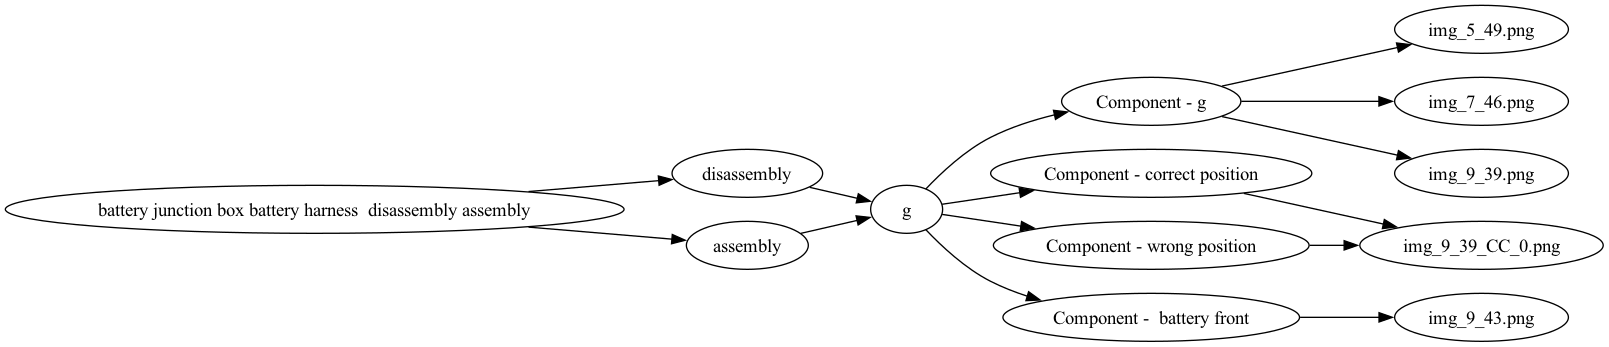 battery junction box battery harness  disassembly assembly
disassembly
assembly
g
Component - g
Component - correct position
Component - wrong position
Component -  battery front
img_5_49.png
img_7_46.png
img_9_39.png
img_9_39_CC_0.png
img_9_43.png